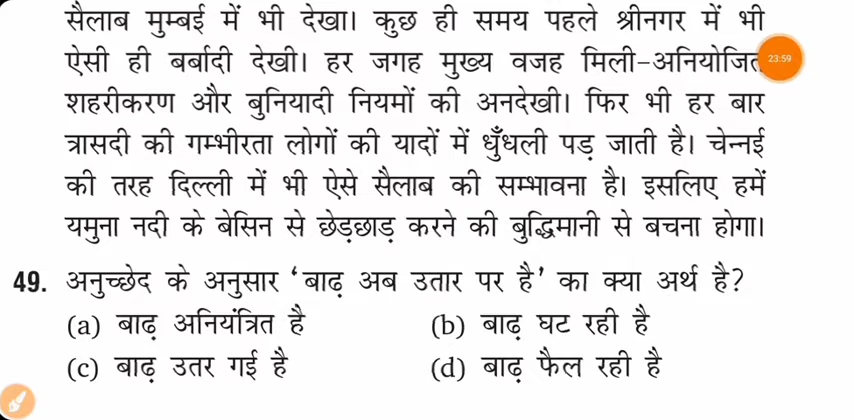 सैलाब मुम्बई में भी देखा। कुछ ही समय पहले श्रीनगर में भी
ऐसी ही बर्बादी देखी। हर जगह मुख्य वजह मिली-अनियोजित
23:59
शहरीकरण और बुनियादी नियमों की अनदेखी। फिर भी हर बार
त्रासदी की गम्भीरता लोगों की यादों में धुँधली पड़ जाती है। चेन्नई
की तरह दिल्ली में भी ऐसे सैलाब की सम्भावना है। इसलिए हमें
यमुना नदी के बेसिन से छेड़छाड़ करने की बुद्धिमानी से बचना होगा।
49. अनुच्छेद के अनुसार ‘बाढ़ अब उतार पर है’ का क्या अर्थ है?
(a) बाढ़ अनियंत्रित है (b) बाढ़ घट रही है
(c) बाढ़ उतर गई है (d) बाढ़ फैल रही है